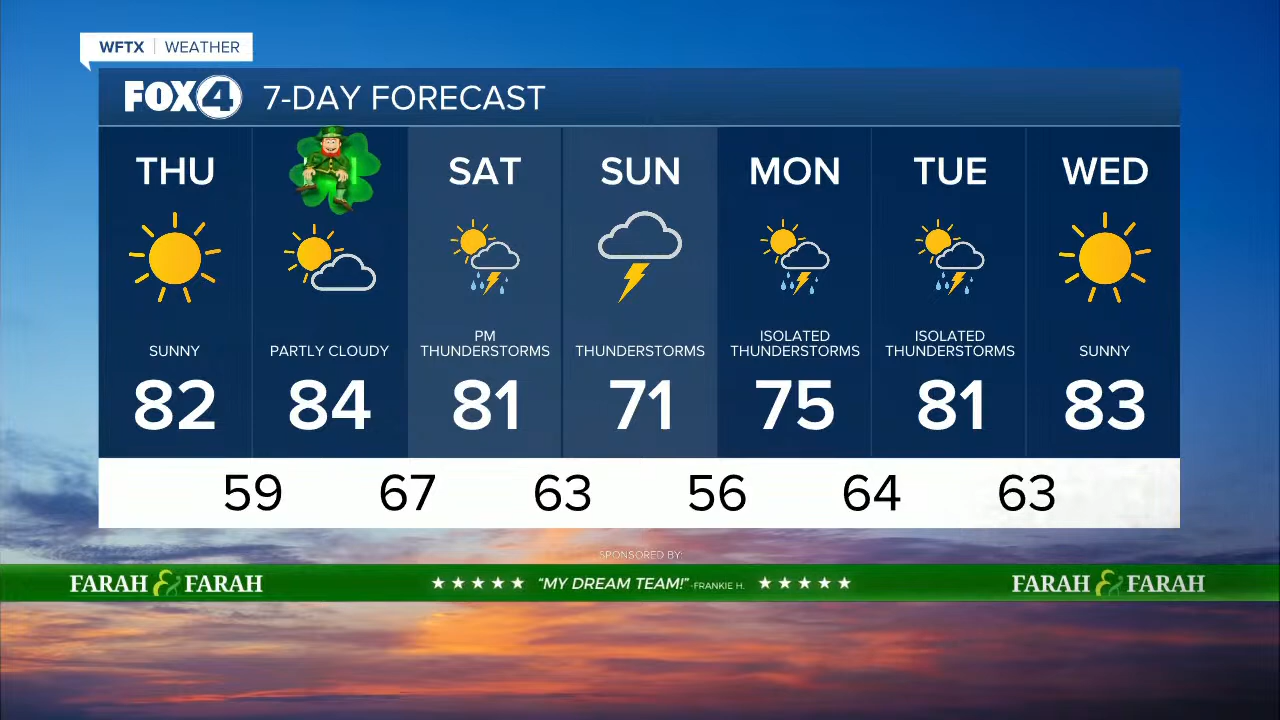 WFTX | WEATHER
FOX 4 7-DAY FORECAST
THU
SAT
SUN
MON
TUE
WED
SUNNY
PARTLY CLOUDY
PM
THUNDERSTORMS
THUNDERSTORMS
ISOLATED
THUNDERSTORMS
ISOLATED
THUNDERSTORMS
SUNNY
82 84 81 71 75 81 83
59 67 63 56 64 63
SPONSORED BY:
FARAH & FARAH
★★★★★ "MY DREAM TEAM!" -FRANKIE H. ★★★★★
FARAH & FARAH